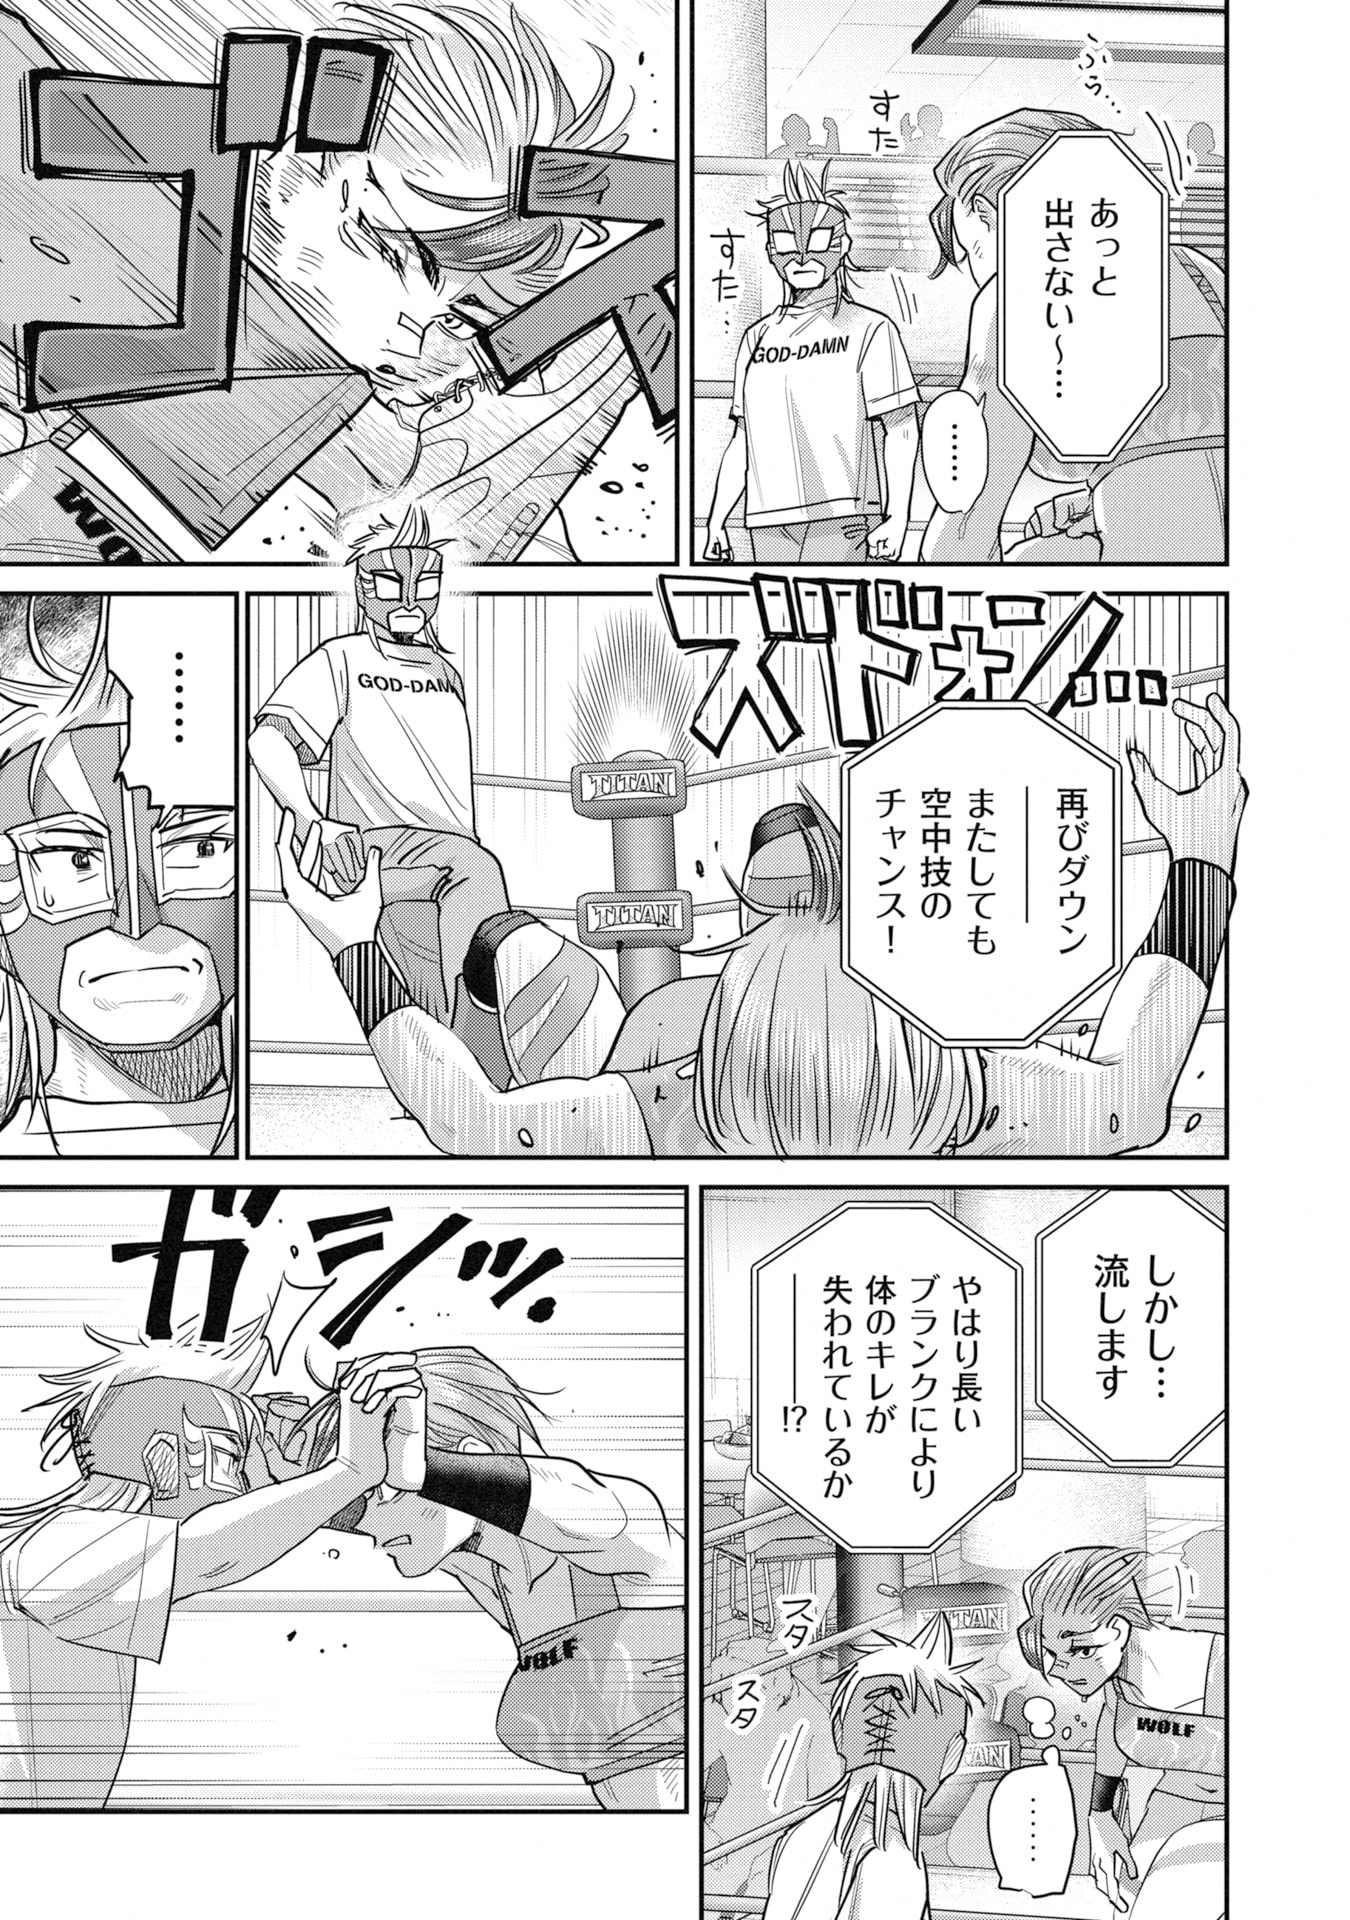 ふら…
すた
すた…
あっと
出さない〜…
GOD-DAMN
……
ゴッ
WOLF
ズドォン…
再びダウン
──
またしても
空中技の
チャンス!
GOD-DAMN
TITAN
TITAN
……
しかし…
流します
やはり長い
ブランクにより
体のキレが
失われているか
──!?
スタ
スタ
TITAN
TITAN
WOLF
……
ガシッ
WOLF